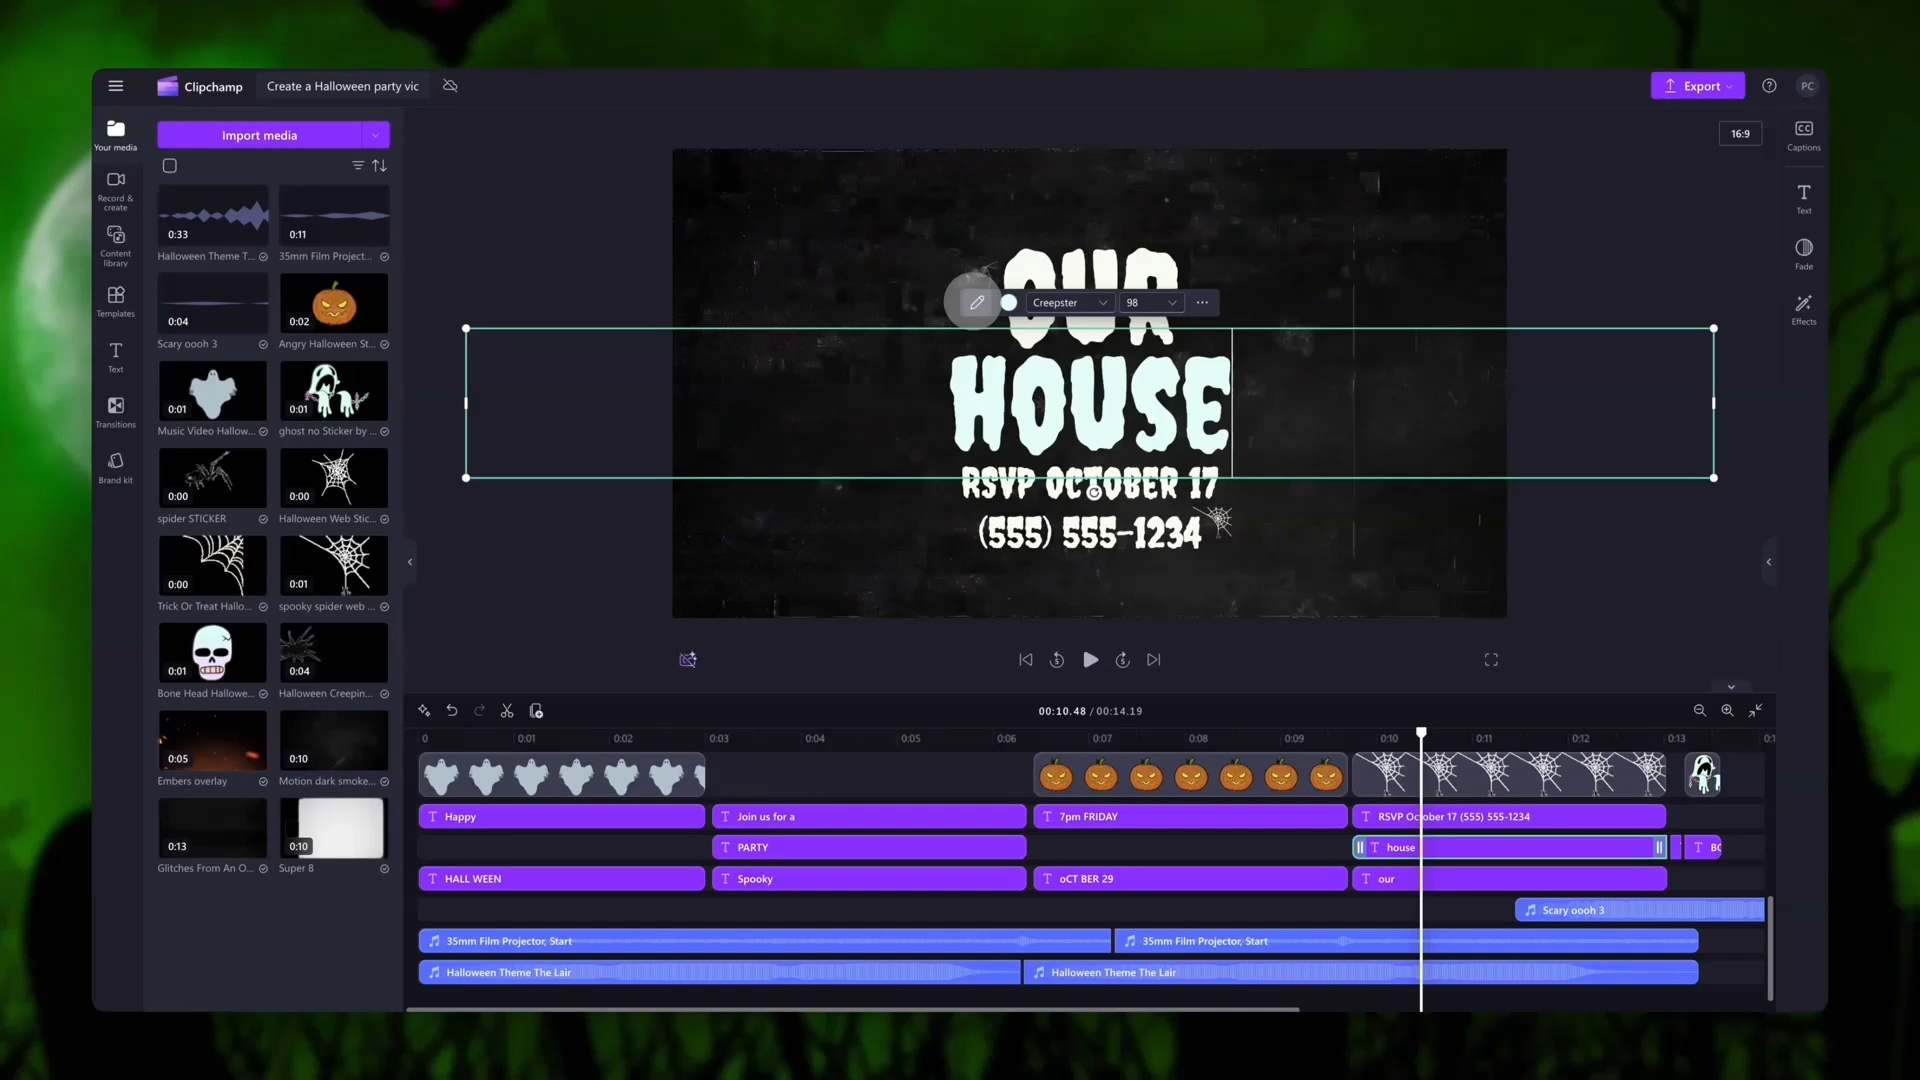 Clipchamp
Create a Halloween party vic
Export
PC
Your media
Import media
16:9
CC
Captions
Record & create
Content library
Templates
Text
Transitions
Brand kit
0:33
0:11
Halloween Theme T...
35mm Film Project...
0:04
0:02
Scary oooh 3
Angry Halloween St...
0:01
0:01
Music Video Hallow...
ghost no Sticker by ...
0:00
0:00
spider STICKER
Halloween Web Stic...
0:00
0:01
Trick Or Treat Hallo...
spooky spider web ...
0:01
0:04
Bone Head Hallowe...
Halloween Creepin...
0:05
0:10
Embers overlay
Motion dark smoke...
0:13
0:10
Glitches From An O...
Super 8
OUR
Creepster
98
HOUSE
RSVP OCTOBER 17
(555) 555-1234
Text
Fade
Effects
5
5
00:10.48 / 00:14.19
0
0:01
0:02
0:03
0:04
0:05
0:06
0:07
0:08
0:09
0:10
0:11
0:12
0:13
T Happy
T Join us for a
T 7pm FRIDAY
T RSVP October 17 (555) 555-1234
T PARTY
T house
T BO
T HALL WEEN
T Spooky
T oCT BER 29
T our
Scary oooh 3
35mm Film Projector, Start
35mm Film Projector, Start
Halloween Theme The Lair
Halloween Theme The Lair